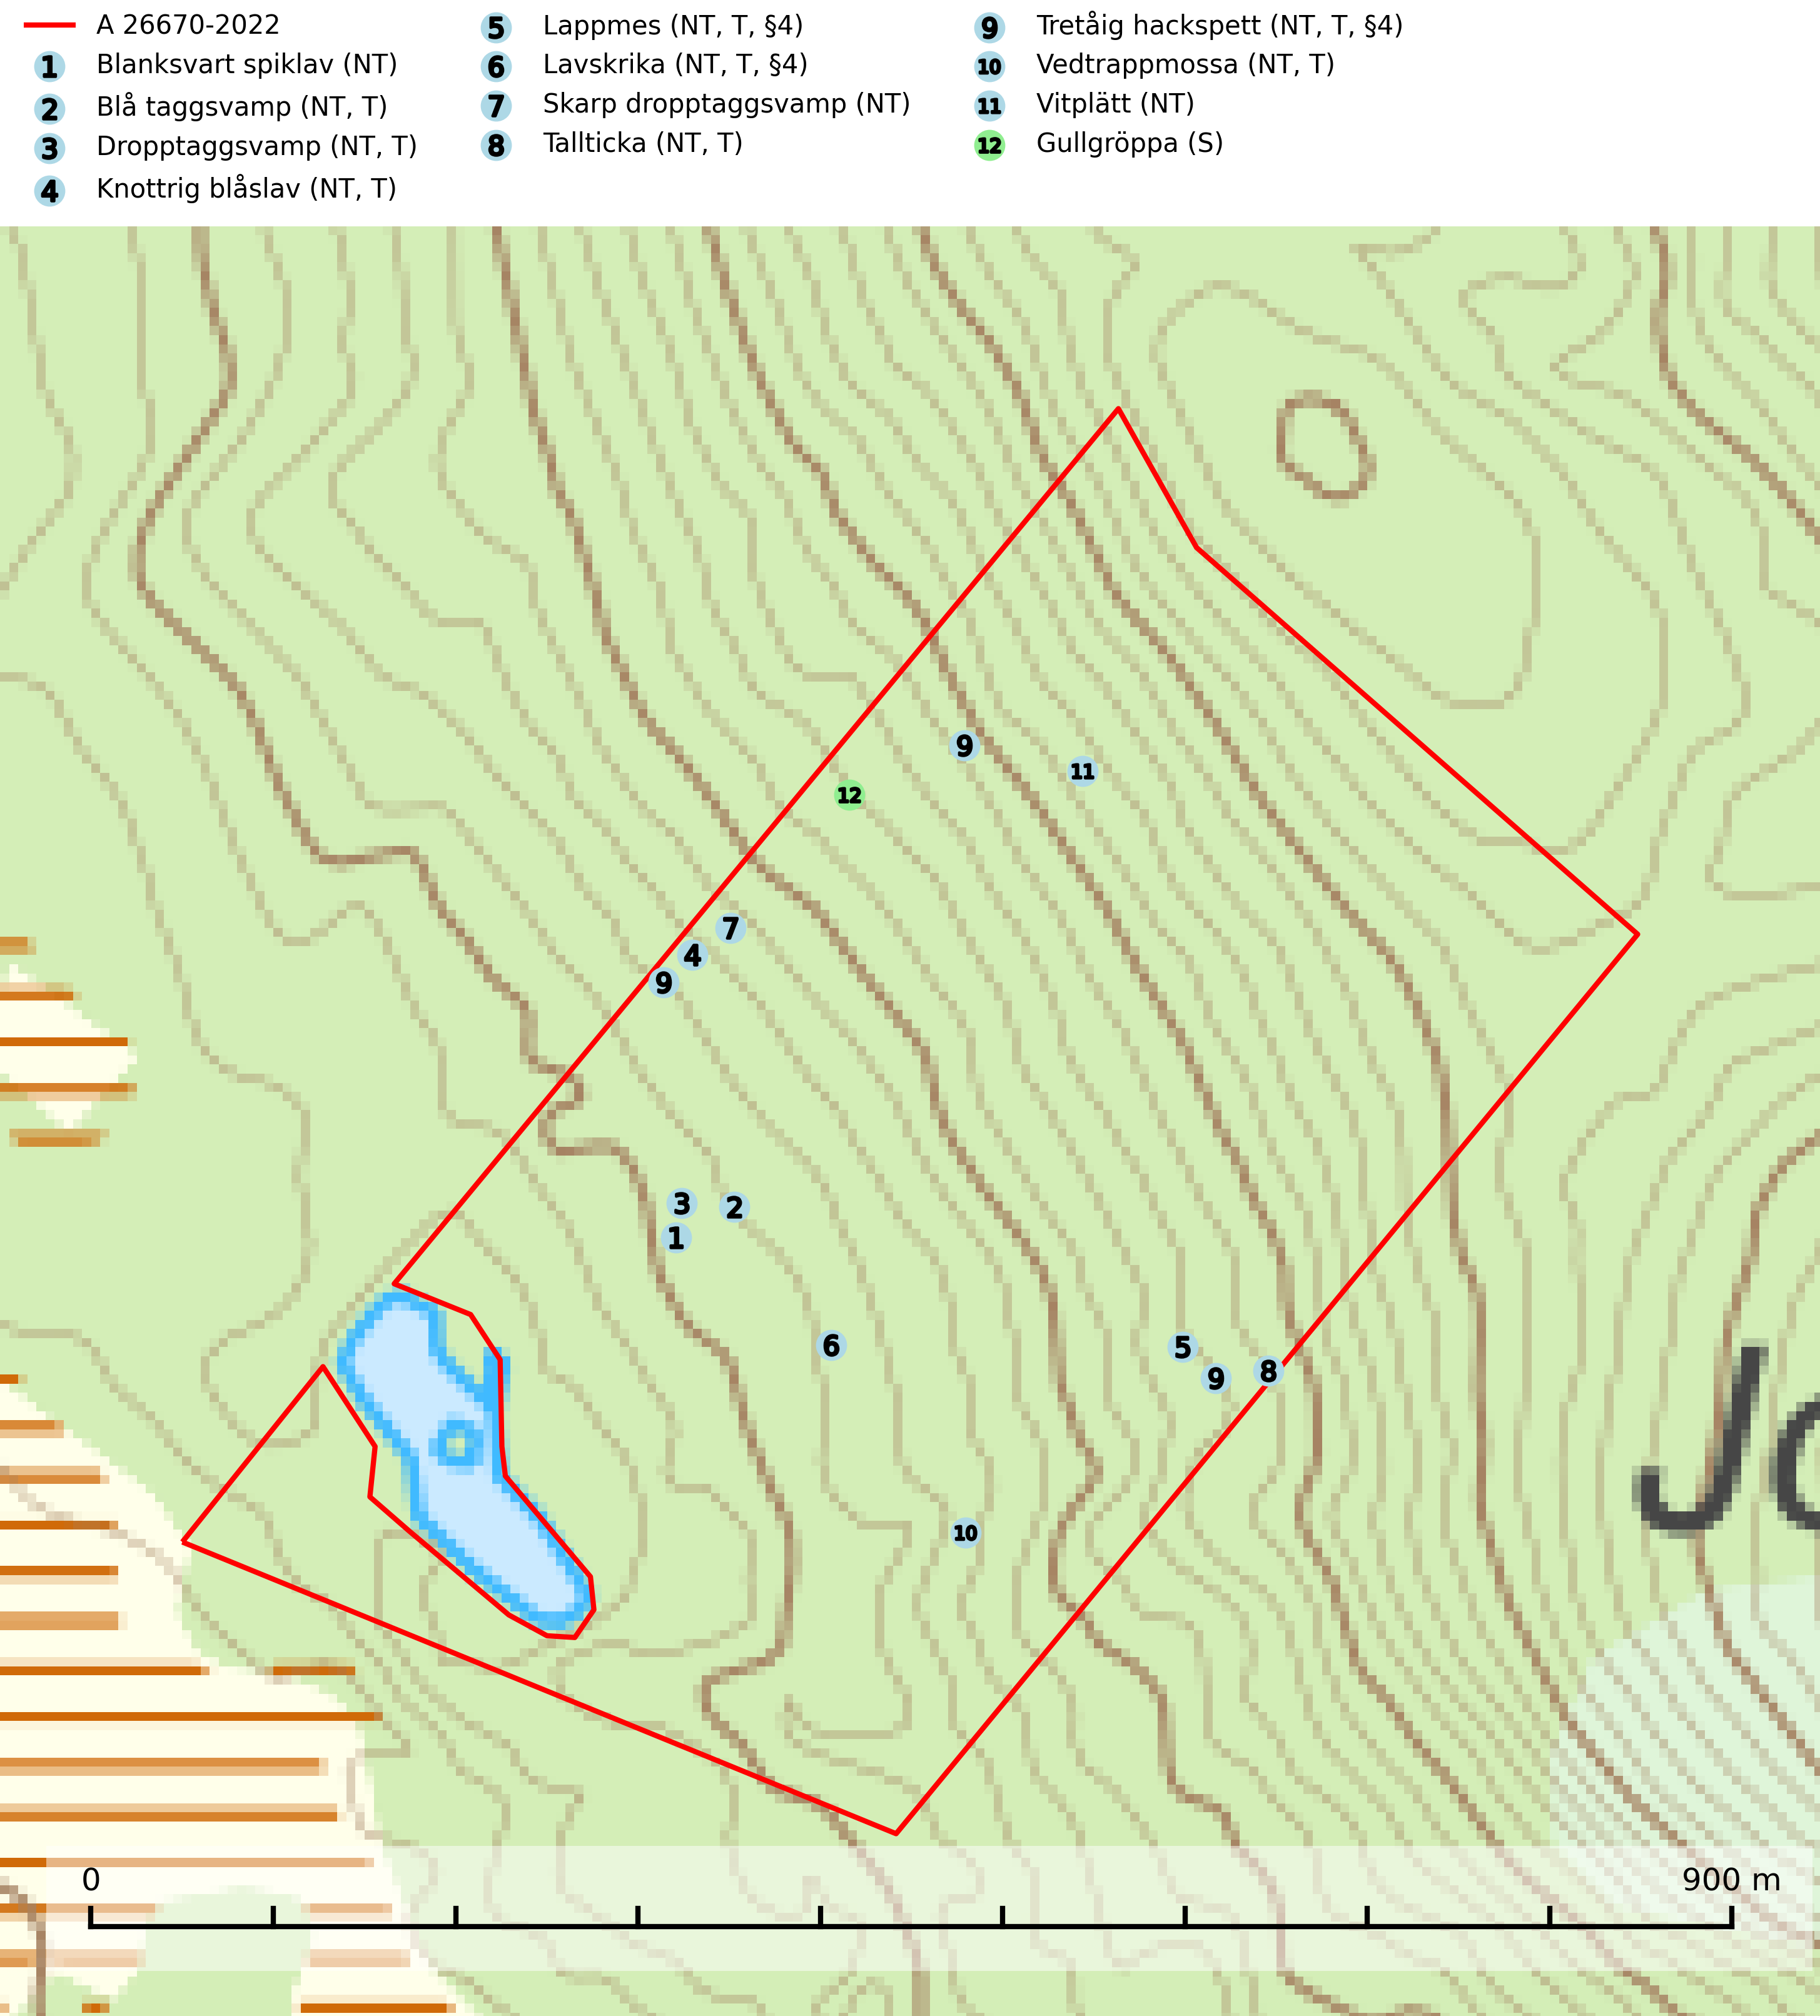 A 26670-2022
1 Blanksvart spiklav (NT)
2 Blå taggsvamp (NT, T)
3 Dropptaggsvamp (NT, T)
4 Knottrig blåslav (NT, T)
5 Lappmes (NT, T, §4)
6 Lavskrika (NT, T, §4)
7 Skarp dropptaggsvamp (NT)
8 Tallticka (NT, T)
9 Tretåig hackspett (NT, T, §4)
10 Vedtrappmossa (NT, T)
11 Vitplätt (NT)
12 Gullgröppa (S)
9
11
12
7
4
9
3
2
1
6
5
9
8
10
J
0
900 m